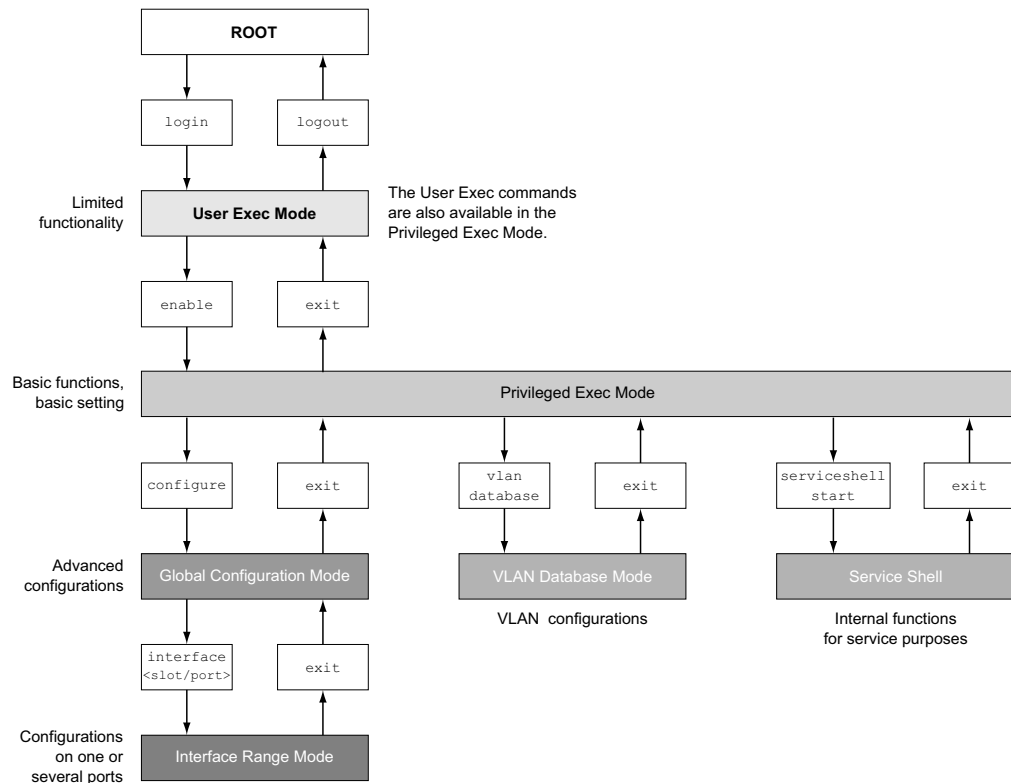 ROOT
login
logout
Limited
functionality
User Exec Mode
The User Exec commands
are also available in the
Privileged Exec Mode.
enable
exit
Basic functions,
basic setting
Privileged Exec Mode
configure
exit
vlan
database
exit
serviceshell
start
exit
Advanced
configurations
Global Configuration Mode
VLAN Database Mode
Service Shell
VLAN configurations
Internal functions
for service purposes
interface
<slot/port>
exit
Configurations
on one or
several ports
Interface Range Mode